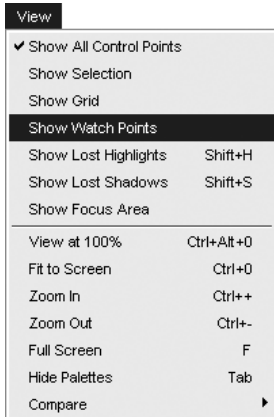 View
✔ Show All Control Points
Show Selection
Show Grid
Show Watch Points
Show Lost Highlights Shift+H
Show Lost Shadows Shift+S
Show Focus Area
View at 100% Ctrl+Alt+0
Fit to Screen Ctrl+0
Zoom In Ctrl++
Zoom Out Ctrl+-
Full Screen F
Hide Palettes Tab
Compare